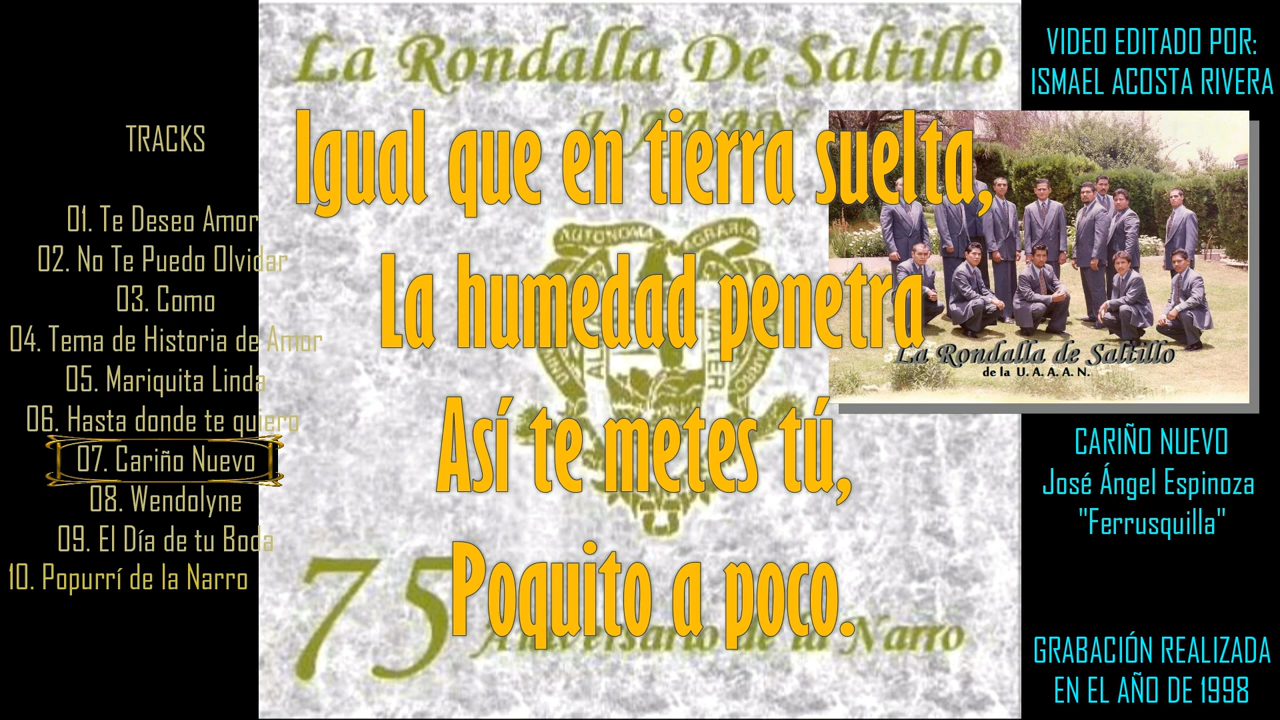 TRACKS
01. Te Deseo Amor
02. No Te Puedo Olvidar
03. Como
04. Tema de Historia de Amor
05. Mariquita Linda
06. Hasta donde te quiero
07. Cariño Nuevo
08. Wendolyne
09. El Día de tu Boda
10. Popurrí de la Narro
La Rondalla De Saltillo
Igual que en tierra suelta,
La humedad penetra
Así te metes tú,
Poquito a poco.
AUTONOMA AGRARIA
ALMA MATER
75 Aniversario de la Narro
VIDEO EDITADO POR:
ISMAEL ACOSTA RIVERA
La Rondalla de Saltillo
de la U. A. A. A. N.
CARIÑO NUEVO
José Ángel Espinoza
"Ferrusquilla"
GRABACIÓN REALIZADA
EN EL AÑO DE 1998